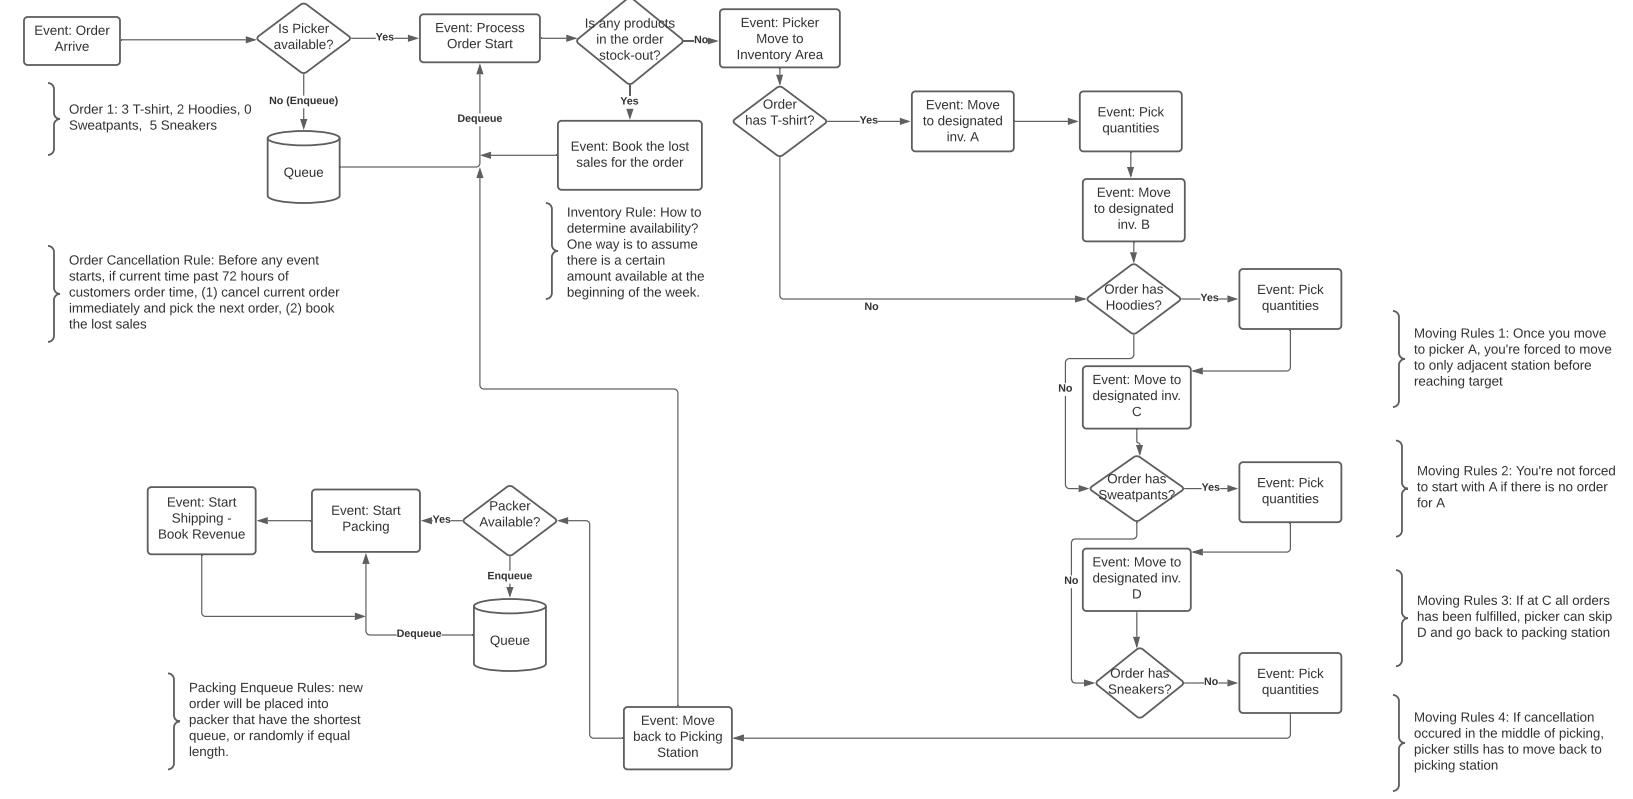 Event: Order
Arrive
Is Picker
available?
Yes
Event: Process
Order Start
Is any products
in the order
stock-out?
No
Event: Picker
Move to
Inventory Area
No (Enqueue)
Queue
Dequeue
Yes
Event: Book the lost
sales for the order
Order 1: 3 T-shirt, 2 Hoodies, 0
Sweatpants,  5 Sneakers
Order
has T-shirt?
Yes
Event: Move
to designated
inv. A
Event: Pick
quantities
Event: Move
to designated
inv. B
No
Inventory Rule: How to
determine availability?
One way is to assume
there is a certain
amount available at the
beginning of the week.
Order Cancellation Rule: Before any event
starts, if current time past 72 hours of
customers order time, (1) cancel current order
immediately and pick the next order, (2) book
the lost sales
Order has
Hoodies?
Yes
Event: Pick
quantities
No
Event: Move to
designated inv.
C
Moving Rules 1: Once you move
to picker A, you're forced to move
to only adjacent station before
reaching target
Order has
Sweatpants?
Yes
Event: Pick
quantities
No
Event: Move to
designated inv.
D
Moving Rules 2: You're not forced
to start with A if there is no order
for A
Order has
Sneakers?
No
Event: Pick
quantities
Moving Rules 3: If at C all orders
has been fulfilled, picker can skip
D and go back to packing station
Moving Rules 4: If cancellation
occured in the middle of picking,
picker stills has to move back to
picking station
Event: Move
back to Picking
Station
Packer
Available?
Yes
Event: Start
Packing
Event: Start
Shipping -
Book Revenue
Enqueue
Queue
Dequeue
Packing Enqueue Rules: new
order will be placed into
packer that have the shortest
queue, or randomly if equal
length.